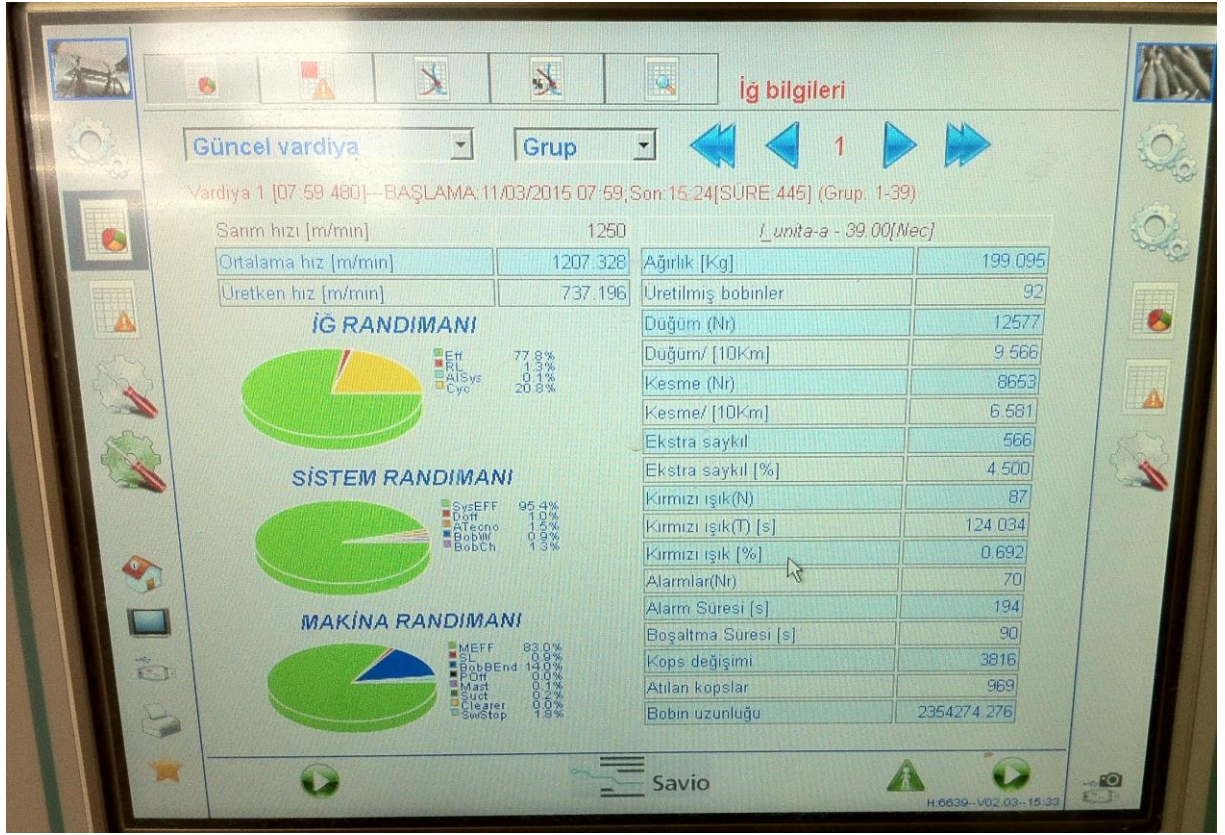 İğ bilgileri
Güncel vardiya
Grup
1
Vardiya 1 [07:59 480]---BAŞLAMA:11/03/2015 07:59;Son:15:24[SÜRE:445] (Grup. 1-39)
Sarım hızı [m/min] 1250
Ortalama hız [m/min] 1207.328
Üretken hız [m/min] 737.196
İĞ RANDIMANI
Eff 77.8%
RL 1.3%
AlSys 0.1%
Cyc 20.8%
SİSTEM RANDIMANI
SysEFF 95.4%
Doff 1.0%
ATecno 1.5%
BobW 0.9%
BobCh 1.3%
MAKİNA RANDIMANI
MEFF 83.0%
SL 0.9%
BobBEnd 14.0%
POff 0.0%
Mast 0.1%
Suct 0.2%
Clearer 0.0%
SwStop 1.8%
I_unita-a - 39.00[Nec]
Ağırlık [Kg] 199.095
Üretilmiş bobinler 92
Düğüm (Nr) 12577
Düğüm/ [10Km] 9.566
Kesme (Nr) 8653
Kesme/ [10Km] 6.581
Ekstra saykıl 566
Ekstra saykıl [%] 4.500
Kırmızı ışık(N) 87
Kırmızı ışık(T) [s] 124.034
Kırmızı ışık [%] 0.692
Alarmlar(Nr) 70
Alarm Süresi [s] 194
Boşaltma Süresi [s] 90
Kops değişimi 3816
Atılan kopslar 969
Bobin uzunluğu 2354274.276
Savio
H:6639--V02.03--15:33